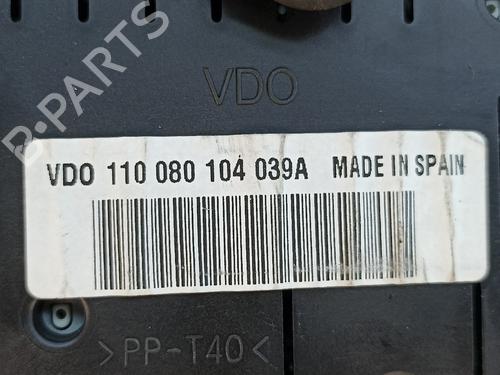 VDO
B-PARTS
VDO 110 080 104 039A MADE IN SPAIN
>PP-T40<